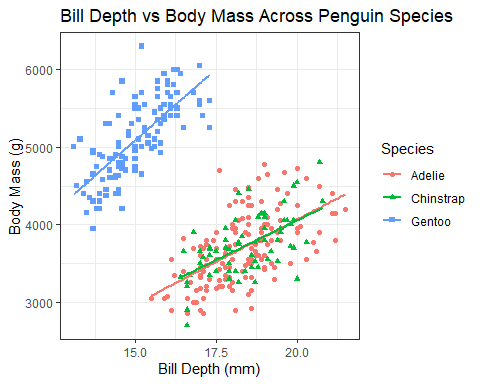 Bill Depth vs Body Mass Across Penguin Species
Body Mass (g)
6000
5000
4000
3000
15.0
17.5
20.0
Bill Depth (mm)
Species
Adelie
Chinstrap
Gentoo